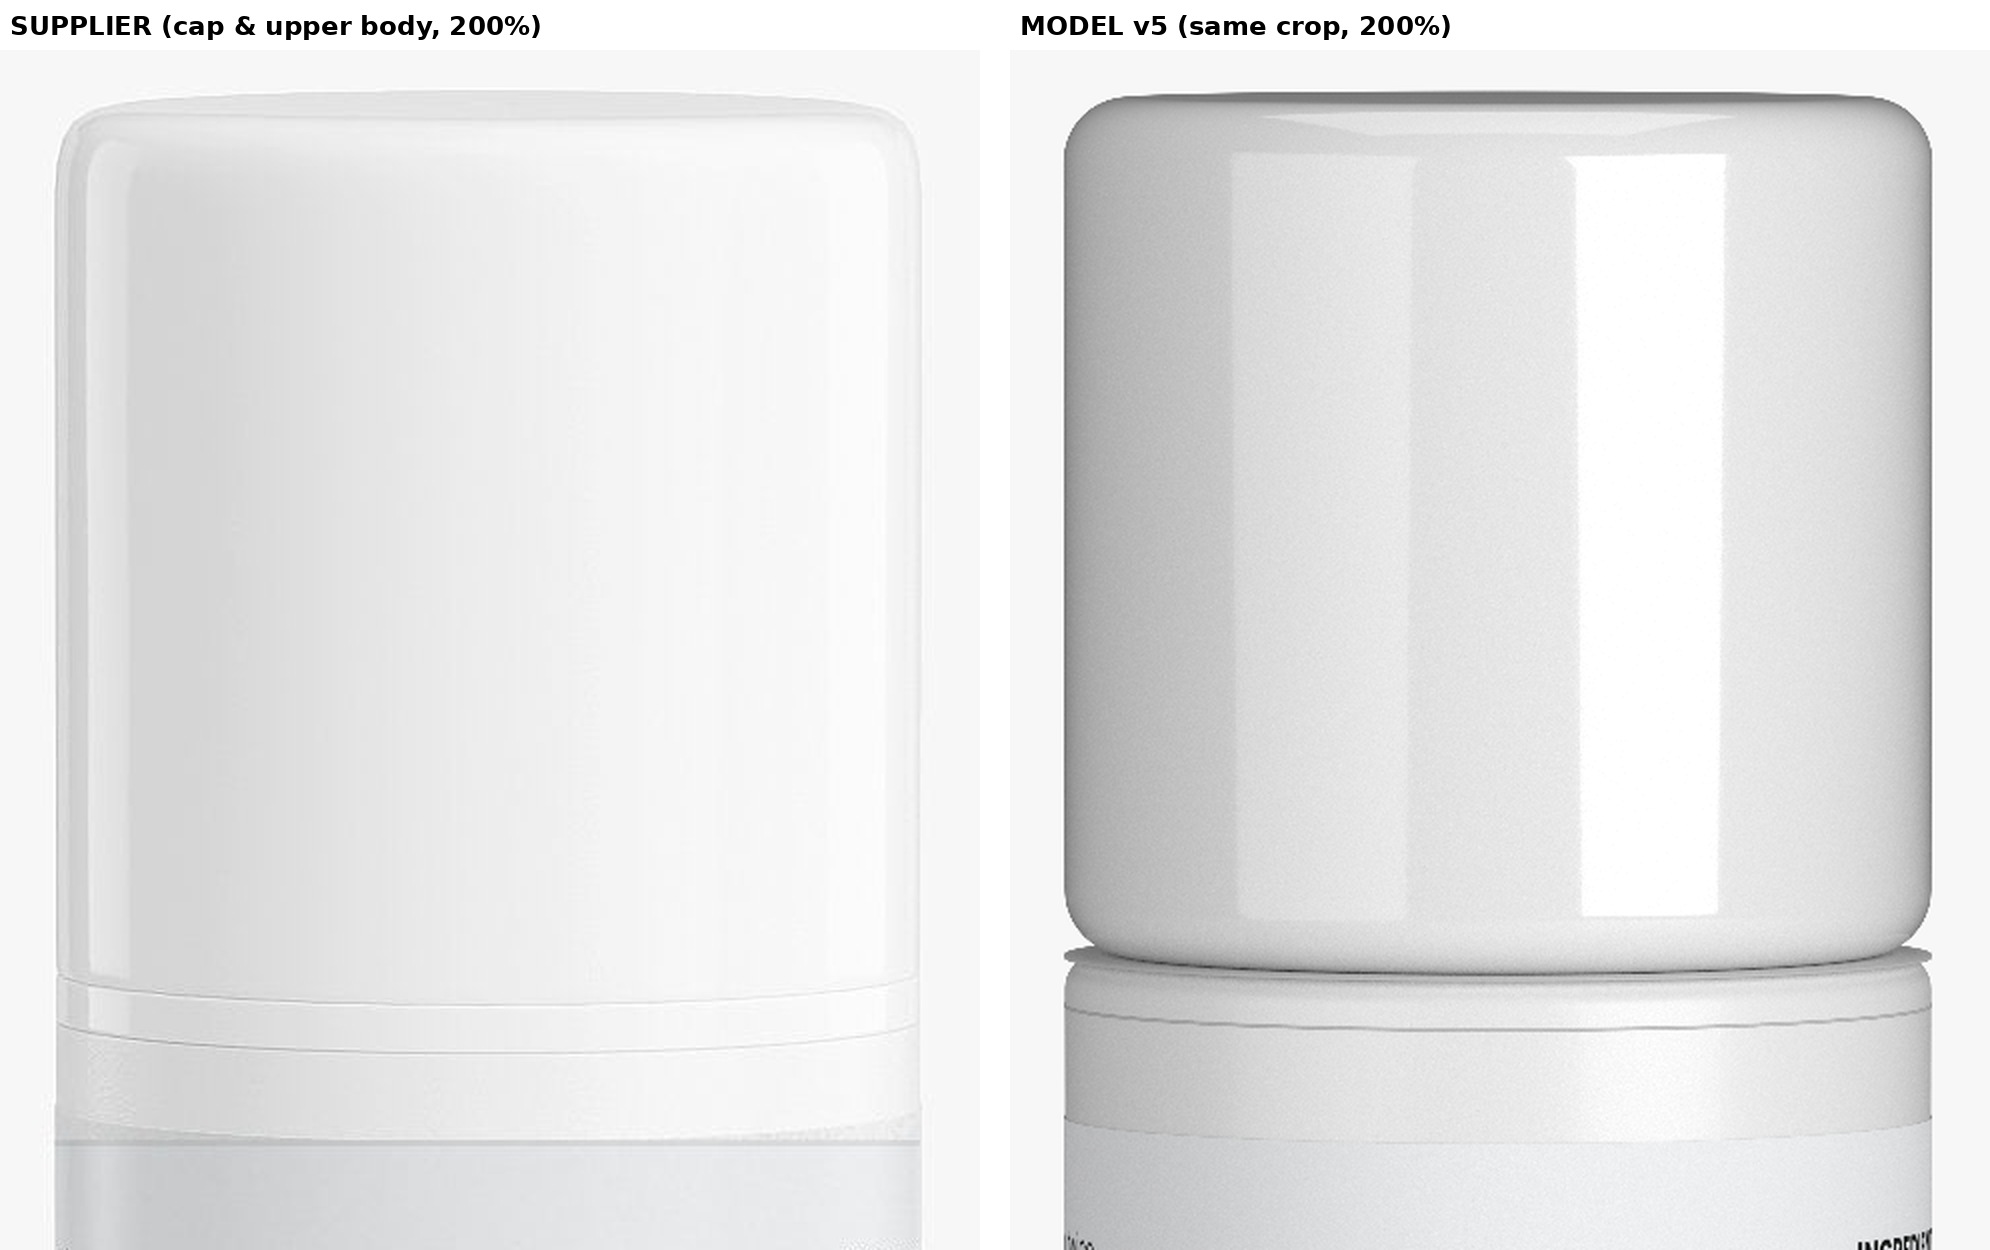 SUPPLIER (cap & upper body, 200%)
MODEL v5 (same crop, 200%)